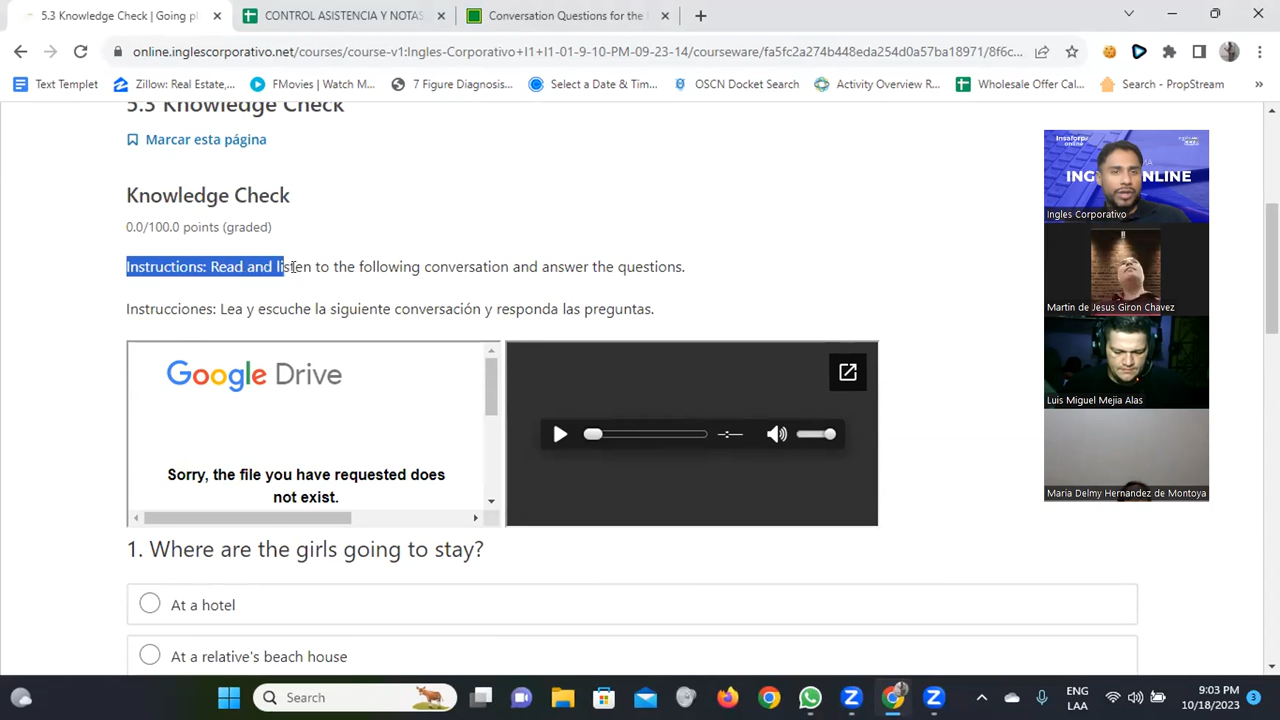 5.3 Knowledge Check | Going pl
CONTROL ASISTENCIA Y NOTAS
Conversation Questions for the
online.inglescorporativo.net/courses/course-v1:Ingles-Corporativo+I1+I1-01-9-10-PM-09-23-14/courseware/fa5fc2a274b448eda254d0a57ba18971/8f6c...
Text Templet
Zillow: Real Estate,...
FMovies | Watch M...
7 Figure Diagnosis...
Select a Date & Tim...
OSCN Docket Search
Activity Overview R...
Wholesale Offer Cal...
Search - PropStream
»
5.3 Knowledge Check
Marcar esta página
Knowledge Check
0.0/100.0 points (graded)
Instructions: Read and listen to the following conversation and answer the questions.
Instrucciones: Lea y escuche la siguiente conversación y responda las preguntas.
Google Drive
Sorry, the file you have requested does
not exist.
1. Where are the girls going to stay?
At a hotel
At a relative's beach house
INGL ONLINE
Ingles Corporativo
Martin de Jesus Giron Chavez
Luis Miguel Mejia Alas
Maria Delmy Hernandez de Montoya
Search
ENG
LAA
9:03 PM
10/18/2023
3